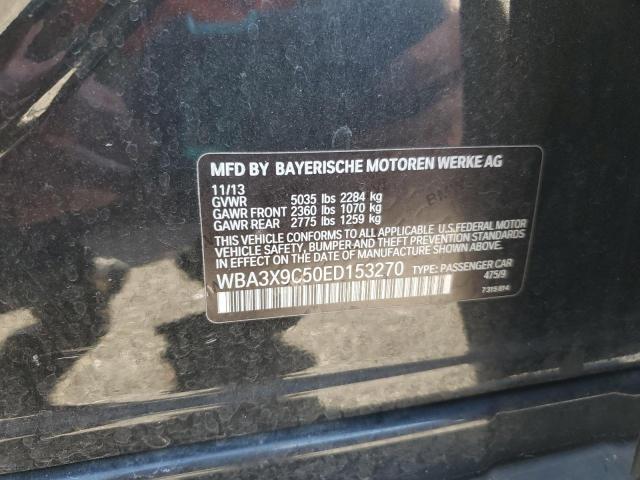 MFD BY BAYERISCHE MOTOREN WERKE AG
11/13
GVWR 5035 lbs 2284 kg
GAWR FRONT 2360 lbs 1070 kg
GAWR REAR 2775 lbs 1259 kg
THIS VEHICLE CONFORMS TO ALL APPLICABLE U.S.FEDERAL MOTOR
VEHICLE SAFETY, BUMPER, AND THEFT PREVENTION STANDARDS
IN EFFECT ON THE DATE OF MANUFACTURE SHOWN ABOVE.
WBA3X9C50ED153270 TYPE: PASSENGER CAR
475/9
7315814